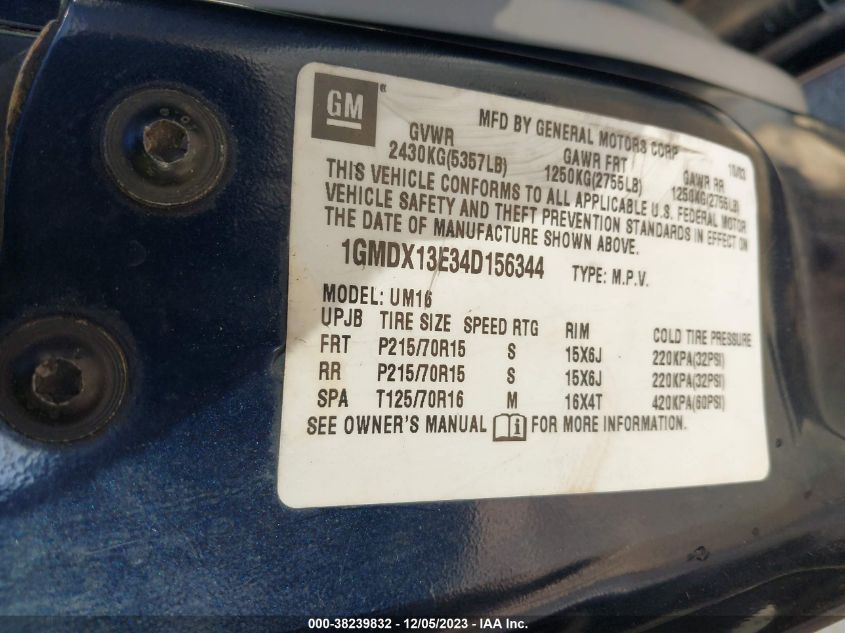 GM®
MFD BY GENERAL MOTORS CORP 10/03
GVWR GAWR FRT GAWR RR
2430KG(5357LB) 1250KG(2755LB) 1250KG(2755LB)
THIS VEHICLE CONFORMS TO ALL APPLICABLE U.S. FEDERAL MOTOR
VEHICLE SAFETY AND THEFT PREVENTION STANDARDS IN EFFECT ON
THE DATE OF MANUFACTURE SHOWN ABOVE.
1GMDX13E34D156344 TYPE: M.P.V.
MODEL: UM16
UPJB TIRE SIZE SPEED RTG RIM COLD TIRE PRESSURE
FRT P215/70R15 S 15X6J 220KPA(32PSI)
RR P215/70R15 S 15X6J 220KPA(32PSI)
SPA T125/70R16 M 16X4T 420KPA(60PSI)
SEE OWNER'S MANUAL FOR MORE INFORMATION.
000-38239832 - 12/05/2023 - IAA Inc.